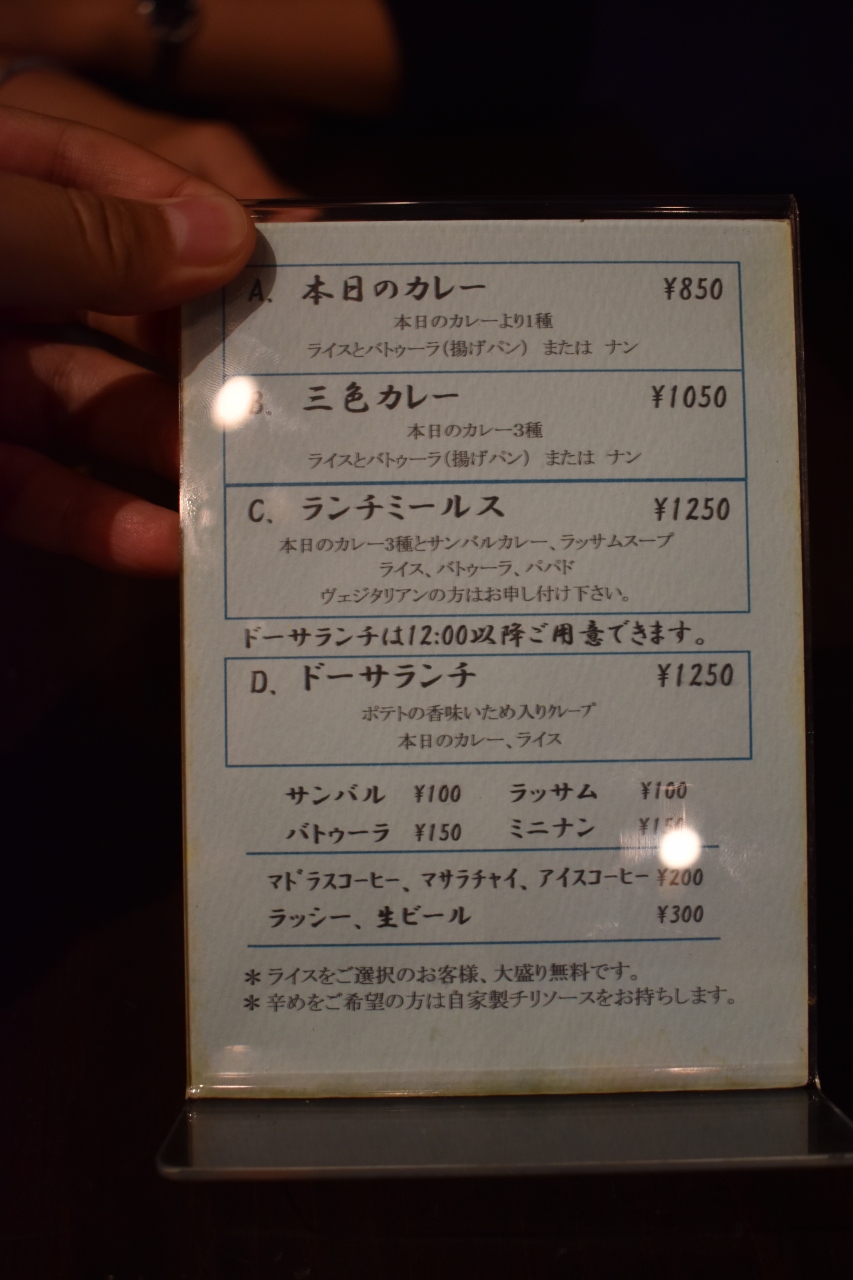 A. 本日のカレー ¥850
本日のカレーより1種
ライスとバトゥーラ（揚げパン） または ナン
B. 三色カレー ¥1050
本日のカレー3種
ライスとバトゥーラ（揚げパン） または ナン
C. ランチミールス ¥1250
本日のカレー3種とサンバルカレー、ラッサムスープ
ライス、バトゥーラ、パパド
ヴェジタリアンの方はお申し付け下さい。
ドーサランチは12:00以降ご用意できます。
D. ドーサランチ ¥1250
ポテトの香味いため入りクレープ
本日のカレー、ライス
サンバル ¥100 ラッサム ¥100
バトゥーラ ¥150 ミニナン ¥150
マドラスコーヒー、マサラチャイ、アイスコーヒー ¥200
ラッシー、生ビール ¥300
＊ライスをご選択のお客様、大盛り無料です。
＊辛めをご希望の方は自家製チリソースをお持ちします。